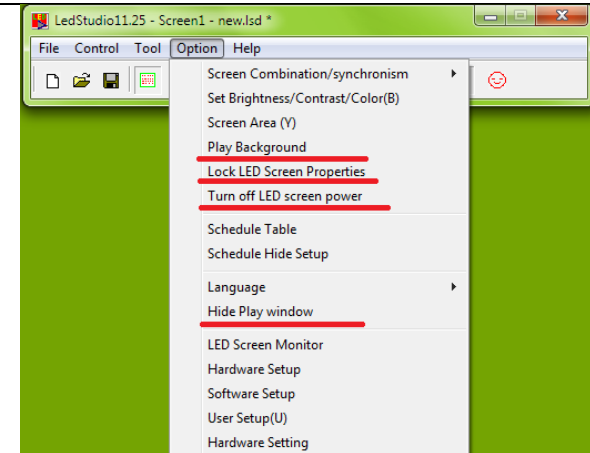 LedStudio11.25 - Screen1 - new.lsd *
File Control Tool Option Help
Screen Combination/synchronism
Set Brightness/Contrast/Color(B)
Screen Area (Y)
Play Background
Lock LED Screen Properties
Turn off LED screen power
Schedule Table
Schedule Hide Setup
Language
Hide Play window
LED Screen Monitor
Hardware Setup
Software Setup
User Setup(U)
Hardware Setting